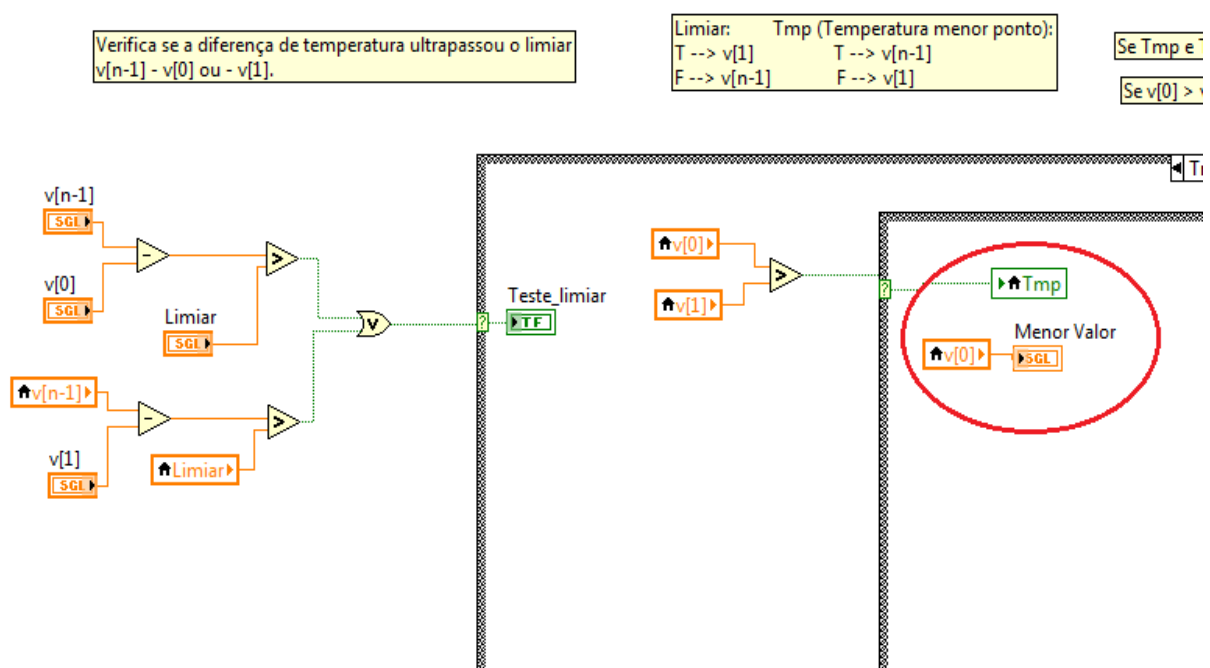 Verifica se a diferença de temperatura ultrapassou o limiar
v[n-1] - v[0] ou - v[1].
Limiar: Tmp (Temperatura menor ponto):
T --> v[1] T --> v[n-1]
F --> v[n-1] F --> v[1]
Se Tmp e
Se v[0] >
v[n-1]
SGL
v[0]
SGL
Limiar
SGL
v[n-1]
v[1]
SGL
Limiar
Teste_limiar
TF
v[0]
v[1]
Tmp
Menor Valor
v[0]
SGL